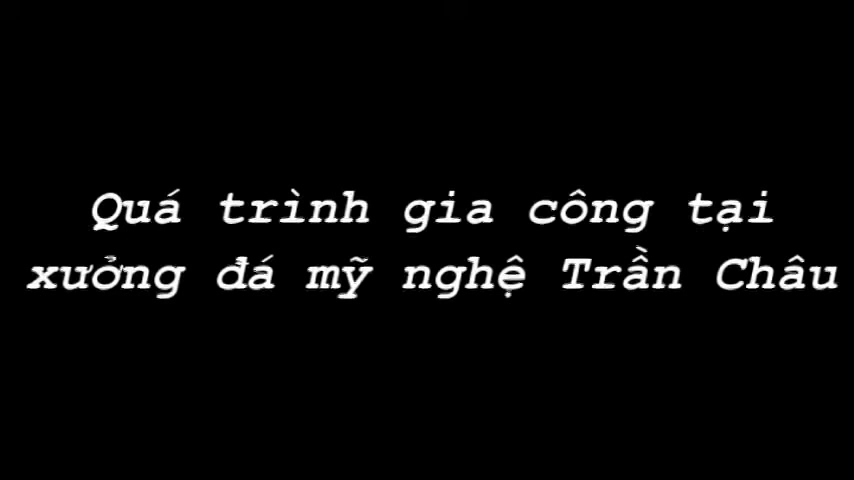 Quá trình gia công tại
xưởng đá mỹ nghệ Trần Châu